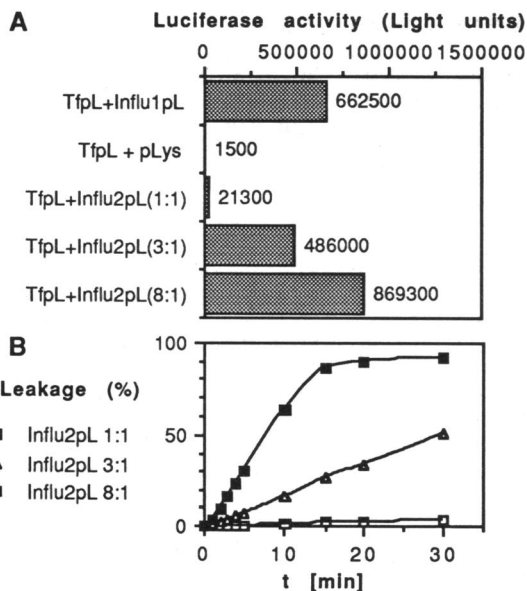 A
Luciferase activity (Light units)
0 500000 1000000 1500000
TfpL+Influ1pL
662500
TfpL + pLys
1500
TfpL+Influ2pL(1:1)
21300
TfpL+Influ2pL(3:1)
486000
TfpL+Influ2pL(8:1)
869300
B
100
Leakage (%)
Influ2pL 1:1
50
Influ2pL 3:1
Influ2pL 8:1
0
0 10 20 30
t [min]